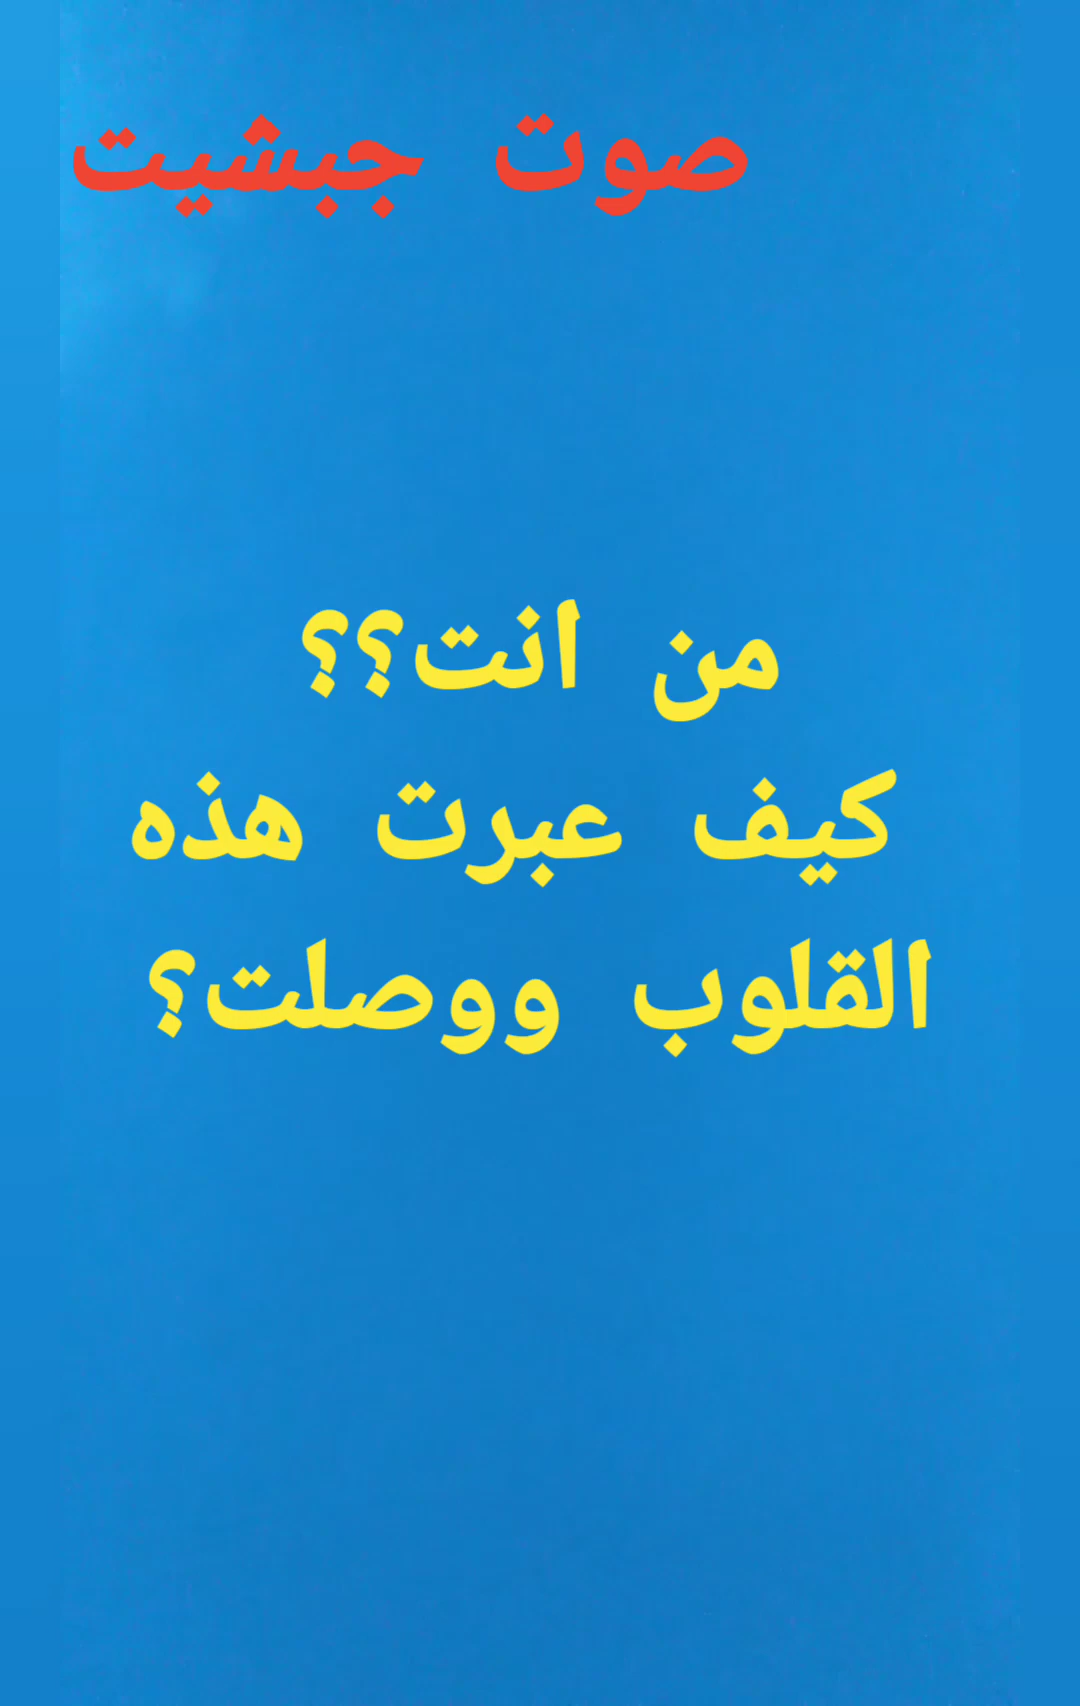 صوت جبشيت
من انت؟؟
كيف عبرت هذه
القلوب ووصلت؟